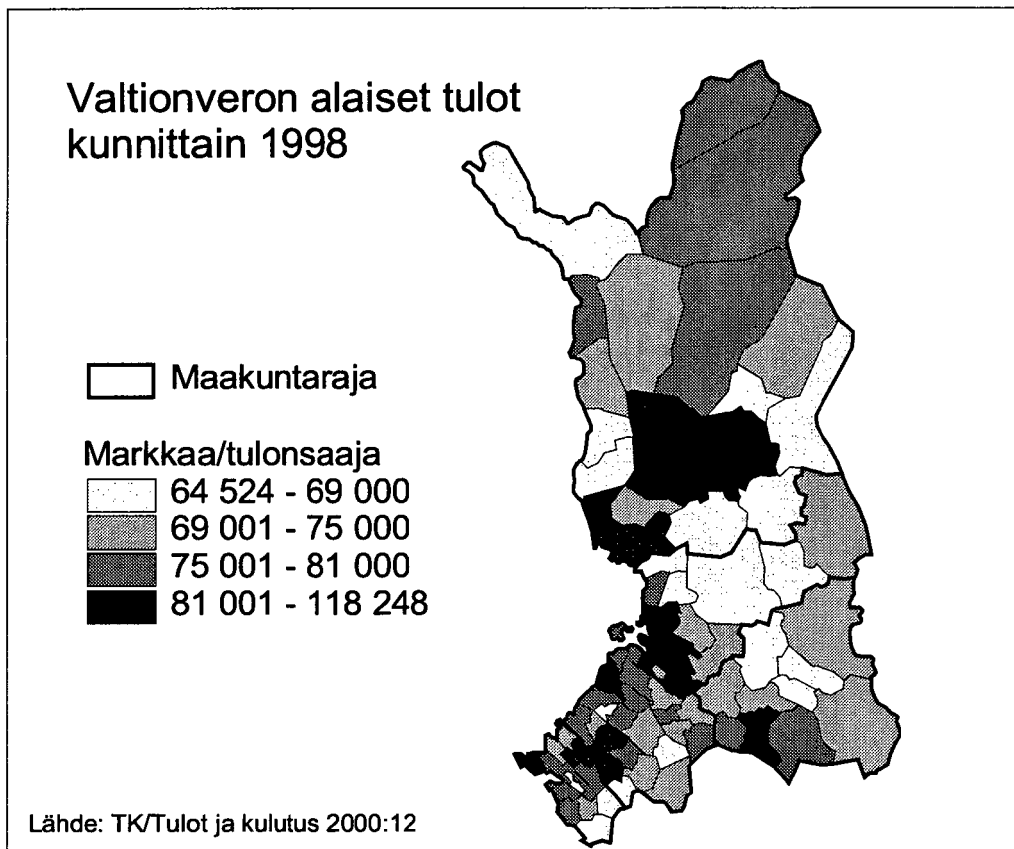 Valtionveron alaiset tulot
kunnittain 1998
Maakuntaraja
Markkaa/tulonsaaja
64 524 - 69 000
69 001 - 75 000
75 001 - 81 000
81 001 - 118 248
Lähde: TK/Tulot ja kulutus 2000:12